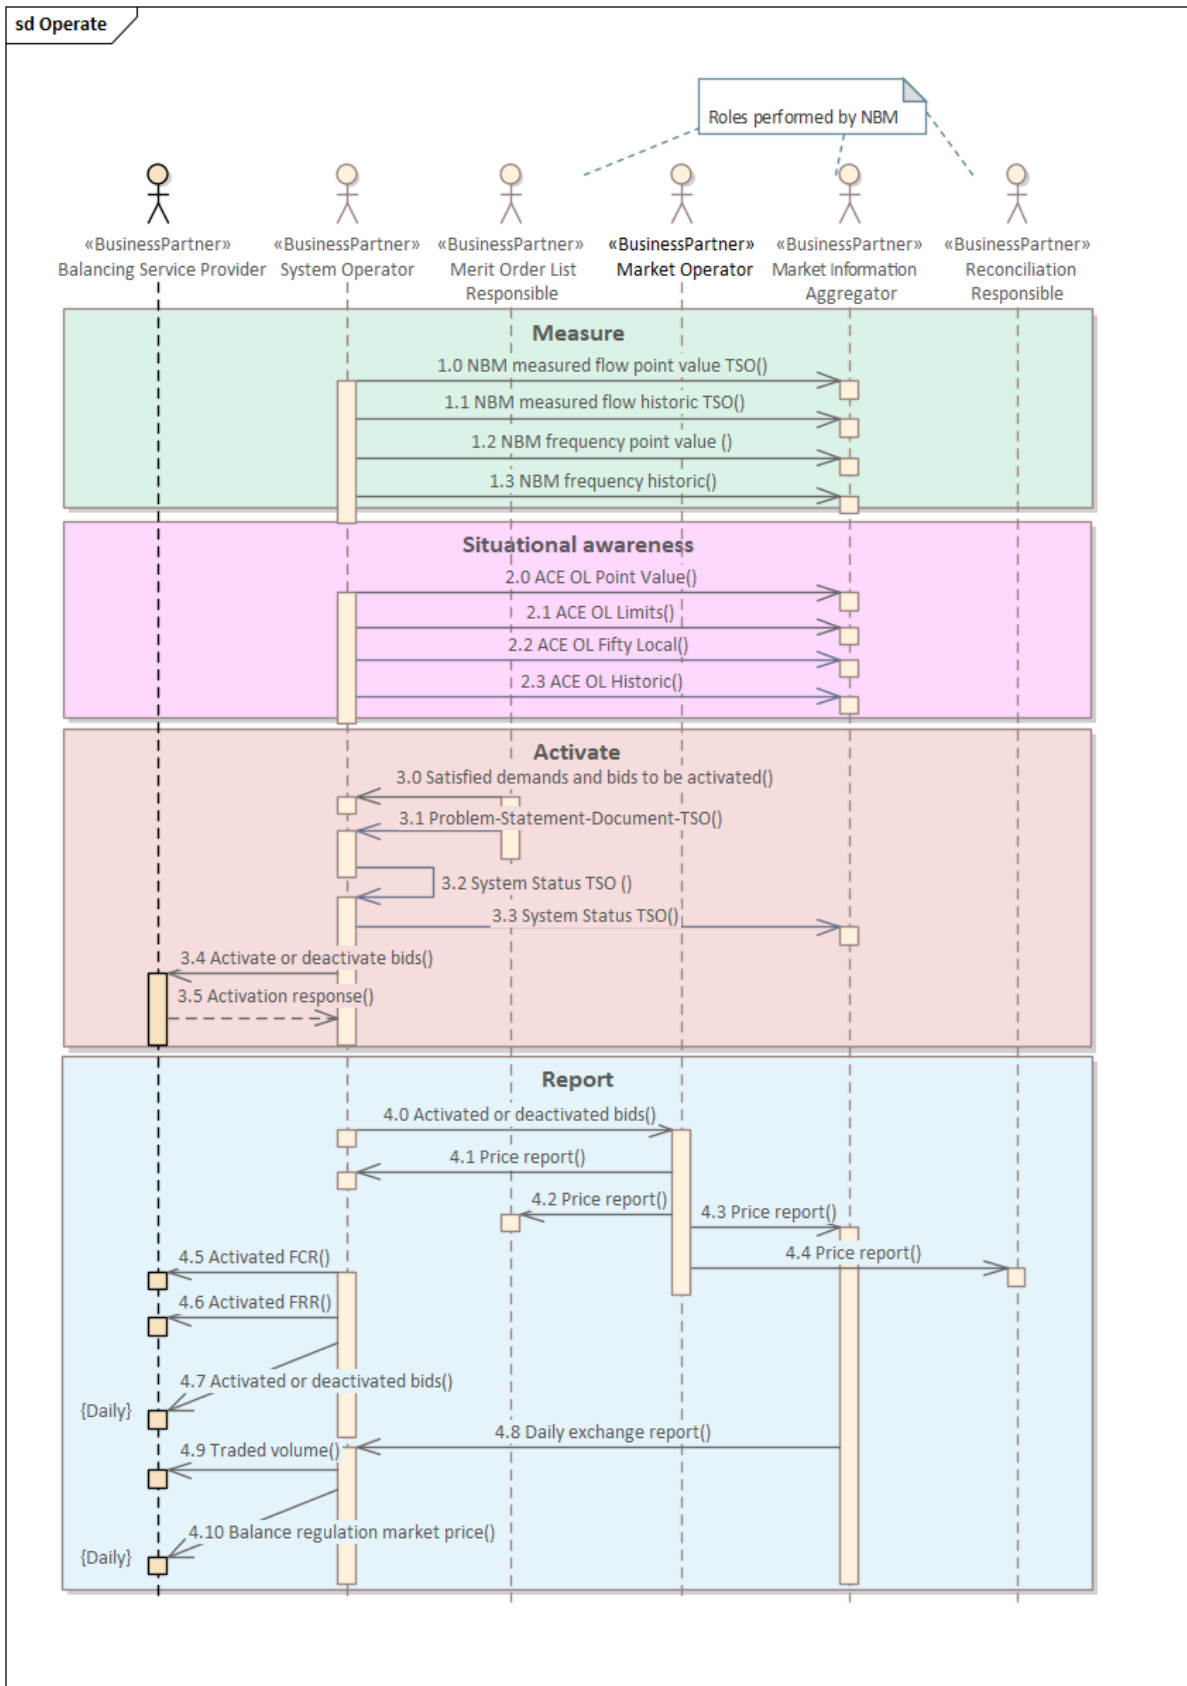 sd Operate
Roles performed by NBM
«BusinessPartner»
Balancing Service Provider
«BusinessPartner»
System Operator
«BusinessPartner»
Merit Order List
Responsible
«BusinessPartner»
Market Operator
«BusinessPartner»
Market Information
Aggregator
«BusinessPartner»
Reconciliation
Responsible
Measure
1.0 NBM measured flow point value TSO()
1.1 NBM measured flow historic TSO()
1.2 NBM frequency point value ()
1.3 NBM frequency historic()
Situational awareness
2.0 ACE OL Point Value()
2.1 ACE OL Limits()
2.2 ACE OL Fifty Local()
2.3 ACE OL Historic()
Activate
3.0 Satisfied demands and bids to be activated()
3.1 Problem-Statement-Document-TSO()
3.2 System Status TSO ()
3.3 System Status TSO()
3.4 Activate or deactivate bids()
3.5 Activation response()
Report
4.0 Activated or deactivated bids()
4.1 Price report()
4.2 Price report()
4.3 Price report()
4.4 Price report()
4.5 Activated FCR()
4.6 Activated FRR()
4.7 Activated or deactivated bids()
{Daily}
4.8 Daily exchange report()
4.9 Traded volume()
4.10 Balance regulation market price()
{Daily}